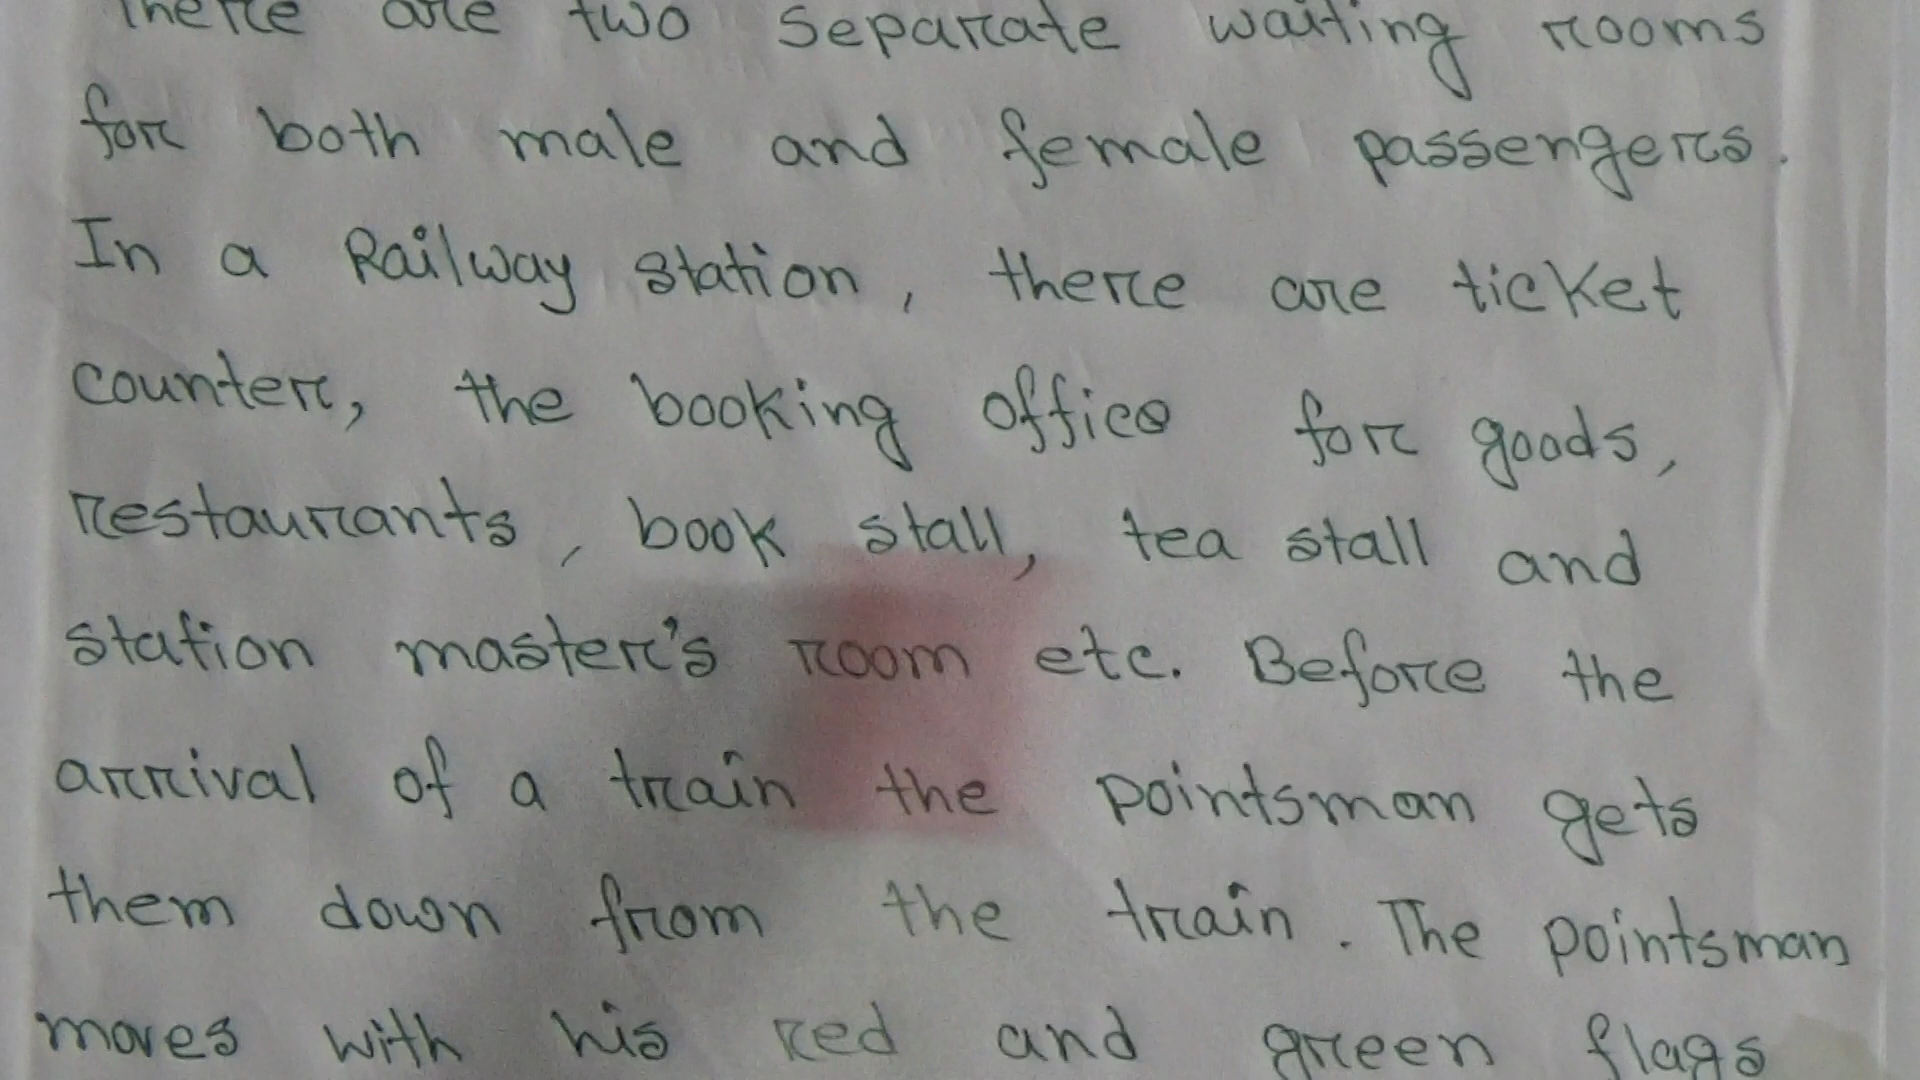 There are two separate waiting rooms
for both male and female passengers.
In a Railway station, there are ticket
counter, the booking office for goods,
restaurants, book stall, tea stall and
station master's room etc. Before the
arrival of a train the pointsman gets
them down from the train. The pointsman
moves with his red and green flags